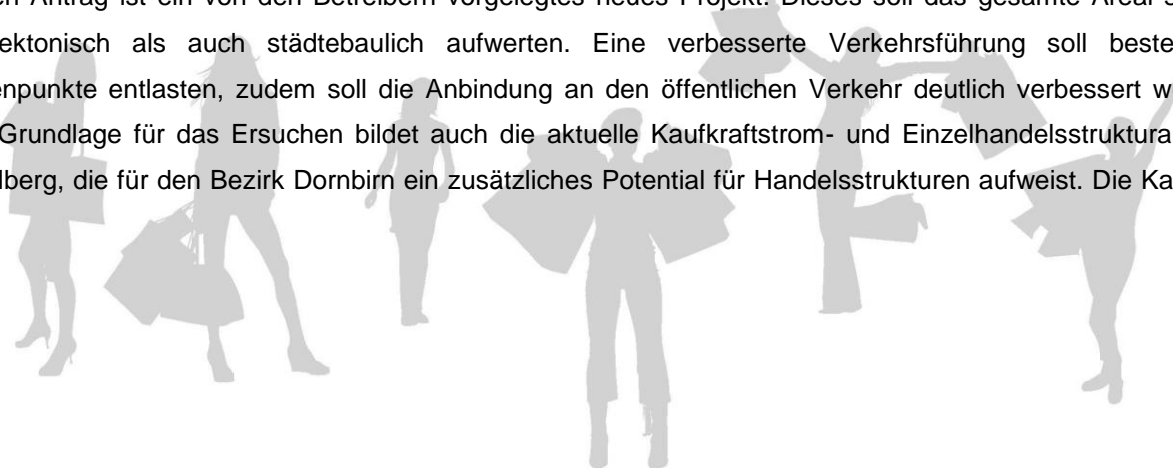 en Antrag ist ein von den Betreibern vorgelegtes neues Projekt. Dieses soll das gesamte Areal s
ektonisch als auch städtebaulich aufwerten. Eine verbesserte Verkehrsführung soll beste
enpunkte entlasten, zudem soll die Anbindung an den öffentlichen Verkehr deutlich verbessert w
Grundlage für das Ersuchen bildet auch die aktuelle Kaufkraftstrom- und Einzelhandelsstruktura
lberg, die für den Bezirk Dornbirn ein zusätzliches Potential für Handelsstrukturen aufweist. Die Ka